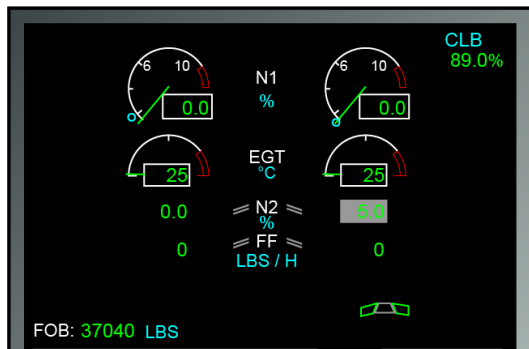 CLB
89.0%
6 10 N1 6 10
0.0 % 0.0
EGT
25 °C 25
0.0 N2 5.0
%
0 FF 0
LBS / H
FOB: 37040 LBS